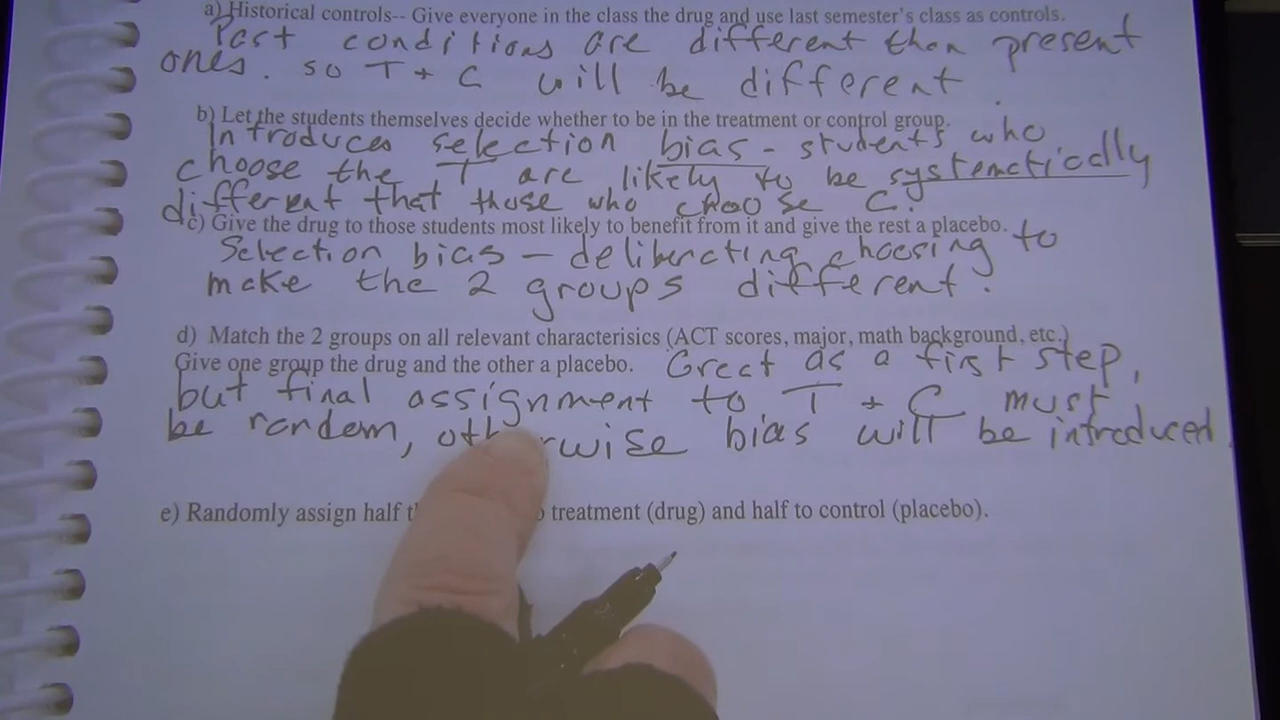 a) Historical controls-- Give everyone in the class the drug and use last semester's class as controls.
Past conditions are different than present
ones. so T + C will be different.
b) Let the students themselves decide whether to be in the treatment or control group.
Introduces selection bias - students who
choose the T are likely to be systematically
different that those who choose C.
c) Give the drug to those students most likely to benefit from it and give the rest a placebo.
Selection bias — deliberating choosing to
make the 2 groups different.
d) Match the 2 groups on all relevant characterisics (ACT scores, major, math background, etc.)
Give one group the drug and the other a placebo. Great as a first step,
but final assignment to T + C must
be random, otherwise bias will be introduced.
e) Randomly assign half treatment (drug) and half to control (placebo).